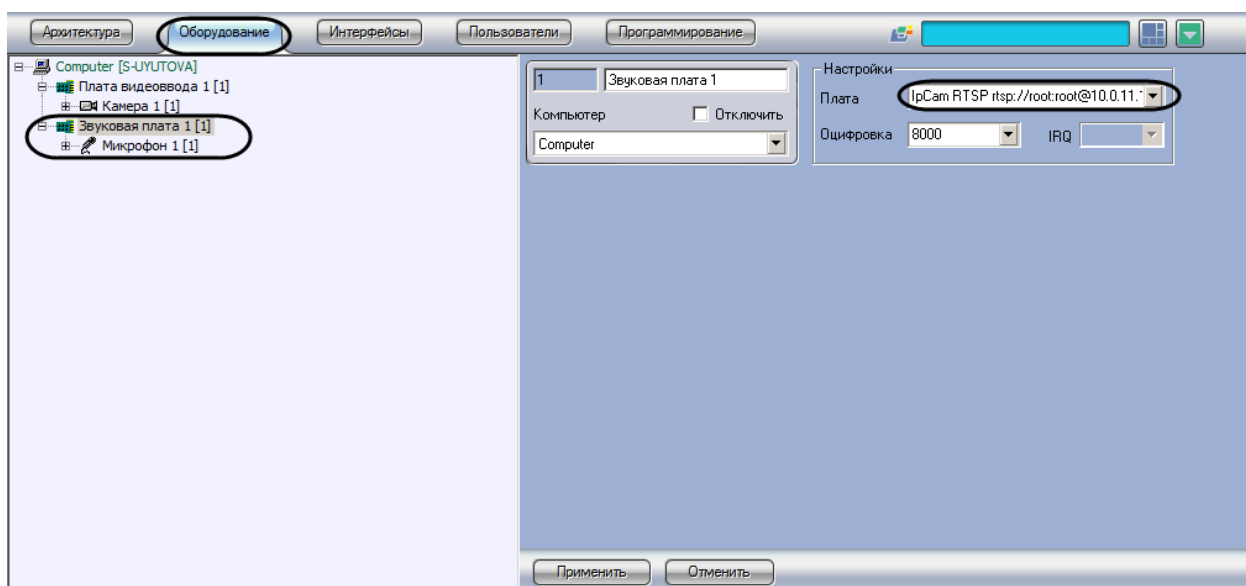 Архитектура Оборудование Интерфейсы Пользователи Программирование
Computer [S-UYUTOVA]
Плата видеоввода 1 [1]
Камера 1 [1]
Звуковая плата 1 [1]
Микрофон 1 [1]
1 Звуковая плата 1
Компьютер Отключить
Computer
Настройки
Плата IpCam RTSP rtsp://root:root@10.0.11.
Оцифровка 8000 IRQ
Применить Отменить